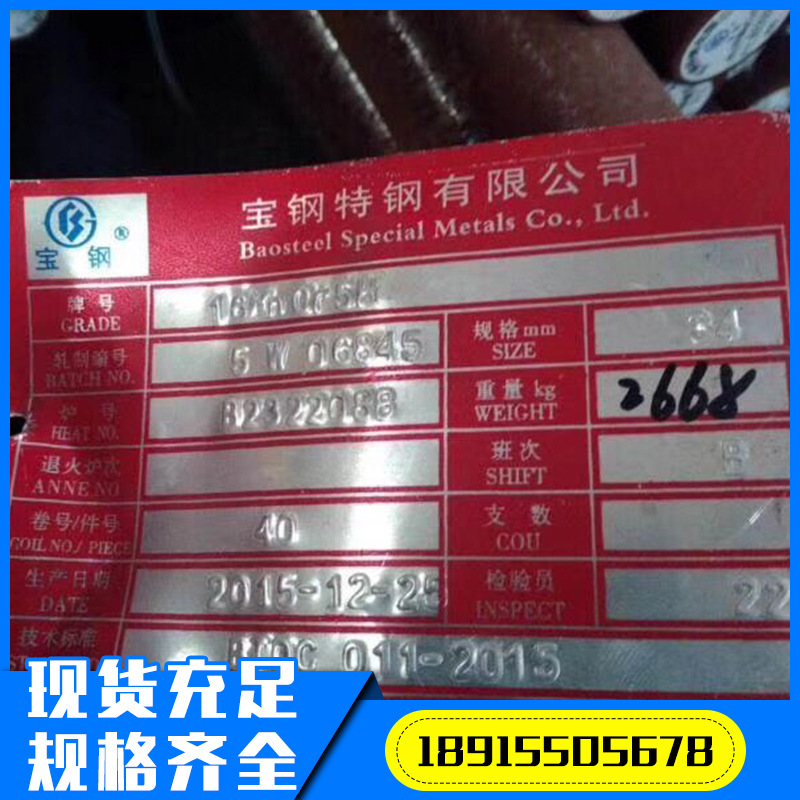 宝钢特钢有限公司
Baosteel Special Metals Co., Ltd.
宝钢®
牌号
GRADE
轧制编号 5 W 06845 规格mm 34
BATCH NO. SIZE
炉号 重量kg 2668
HEAT NO. WEIGHT
退火炉次 班次 B
ANNE NO SHIFT
卷号/件号 40 支数
COIL NO/PIECE COU
生产日期 2015-12-25 检验员 22
DATE INSPECT
技术标准 011-2015
现货充足
规格齐全
18915505678